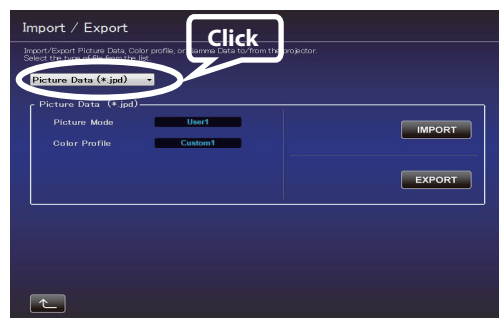 Import / Export
Click
Import/Export Picture Data, Color profile, or Gamma Data to/from the projector.
Select the type of file from the list.
Picture Data (*.jpd)
Picture Data (*.jpd)
Picture Mode
User1
IMPORT
Color Profile
Custom1
EXPORT